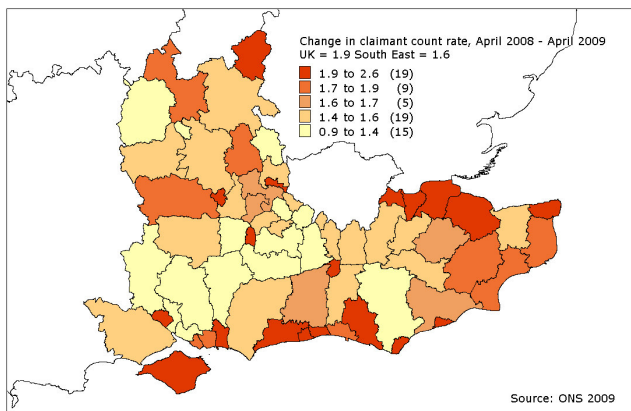 Change in claimant count rate, April 2008 - April 2009
UK = 1.9 South East = 1.6
1.9 to 2.6 (19)
1.7 to 1.9 (9)
1.6 to 1.7 (5)
1.4 to 1.6 (19)
0.9 to 1.4 (15)
Source: ONS 2009